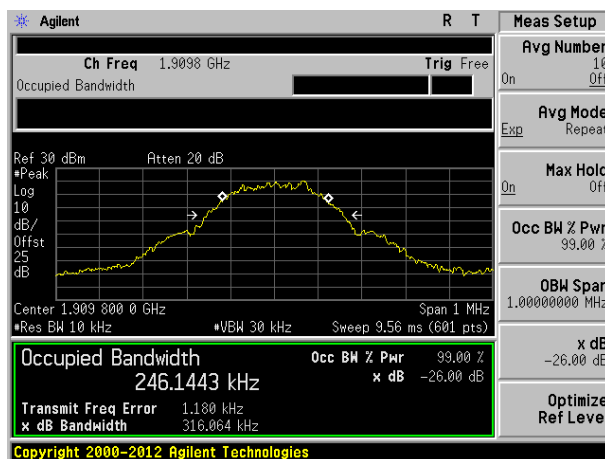 Agilent R T Meas Setup
Ch Freq 1.9098 GHz Trig Free
Occupied Bandwidth
Avg Number
10
On Off
Avg Mode
Exp Repeat
Max Hold
On Off
Occ BW % Pwr
99.00 %
OBW Span
1.00000000 MHz
x dB
-26.00 dB
Optimize
Ref Level
Ref 30 dBm Atten 20 dB
#Peak
Log
10
dB/
Offst
25
dB
Center 1.909 800 0 GHz Span 1 MHz
#Res BW 10 kHz #VBW 30 kHz Sweep 9.56 ms (601 pts)
Occupied Bandwidth Occ BW % Pwr 99.00 %
246.1443 kHz x dB -26.00 dB
Transmit Freq Error 1.180 kHz
x dB Bandwidth 316.064 kHz
Copyright 2000-2012 Agilent Technologies